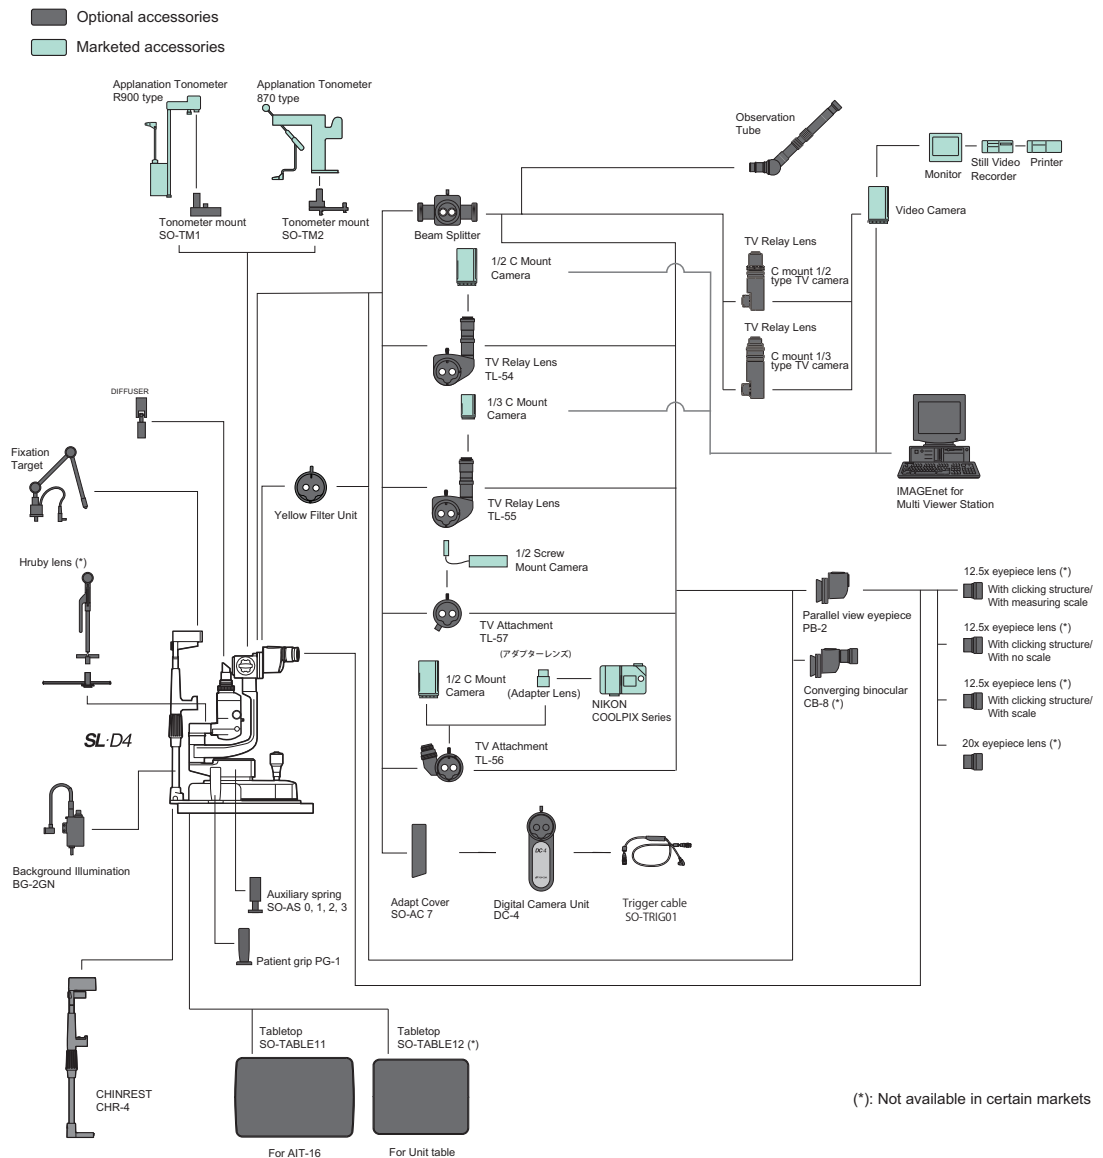 Optional accessories
Marketed accessories
Applanation Tonometer
R900 type
Applanation Tonometer
870 type
Tonometer mount
SO-TM1
Tonometer mount
SO-TM2
Beam Splitter
Observation
Tube
Monitor
Still Video
Recorder
Printer
Video Camera
1/2 C Mount
Camera
TV Relay Lens
C mount 1/2
type TV camera
TV Relay Lens
C mount 1/3
type TV camera
TV Relay Lens
TL-54
1/3 C Mount
Camera
DIFFUSER
Fixation
Target
Yellow Filter Unit
TV Relay Lens
TL-55
IMAGEnet for
Multi Viewer Station
Hruby lens (*)
1/2 Screw
Mount Camera
TV Attachment
TL-57
(アダプターレンズ)
Parallel view eyepiece
PB-2
12.5x eyepiece lens (*)
With clicking structure/
With measuring scale
12.5x eyepiece lens (*)
With clicking structure/
With no scale
12.5x eyepiece lens (*)
With clicking structure/
With scale
20x eyepiece lens (*)
Converging binocular
CB-8 (*)
1/2 C Mount
Camera
(Adapter Lens)
NIKON
COOLPIX Series
SL·D4
TV Attachment
TL-56
Background Illumination
BG-2GN
DC-4
Auxiliary spring
SO-AS 0, 1, 2, 3
Adapt Cover
SO-AC 7
Digital Camera Unit
DC-4
Trigger cable
SO-TRIG01
Patient grip PG-1
Tabletop
SO-TABLE11
Tabletop
SO-TABLE12 (*)
CHINREST
CHR-4
For AIT-16
For Unit table
(*): Not available in certain markets